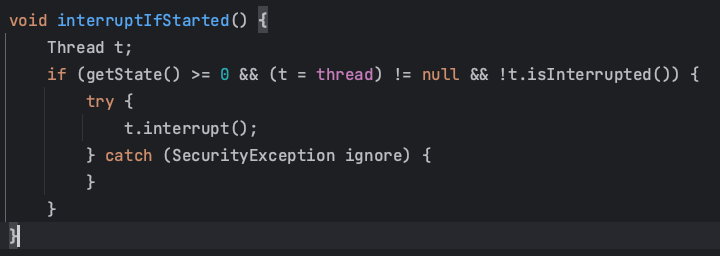 void interruptIfStarted() {
    Thread t;
    if (getState() >= 0 && (t = thread) != null && !t.isInterrupted()) {
        try {
            t.interrupt();
        } catch (SecurityException ignore) {
        }
    }
}